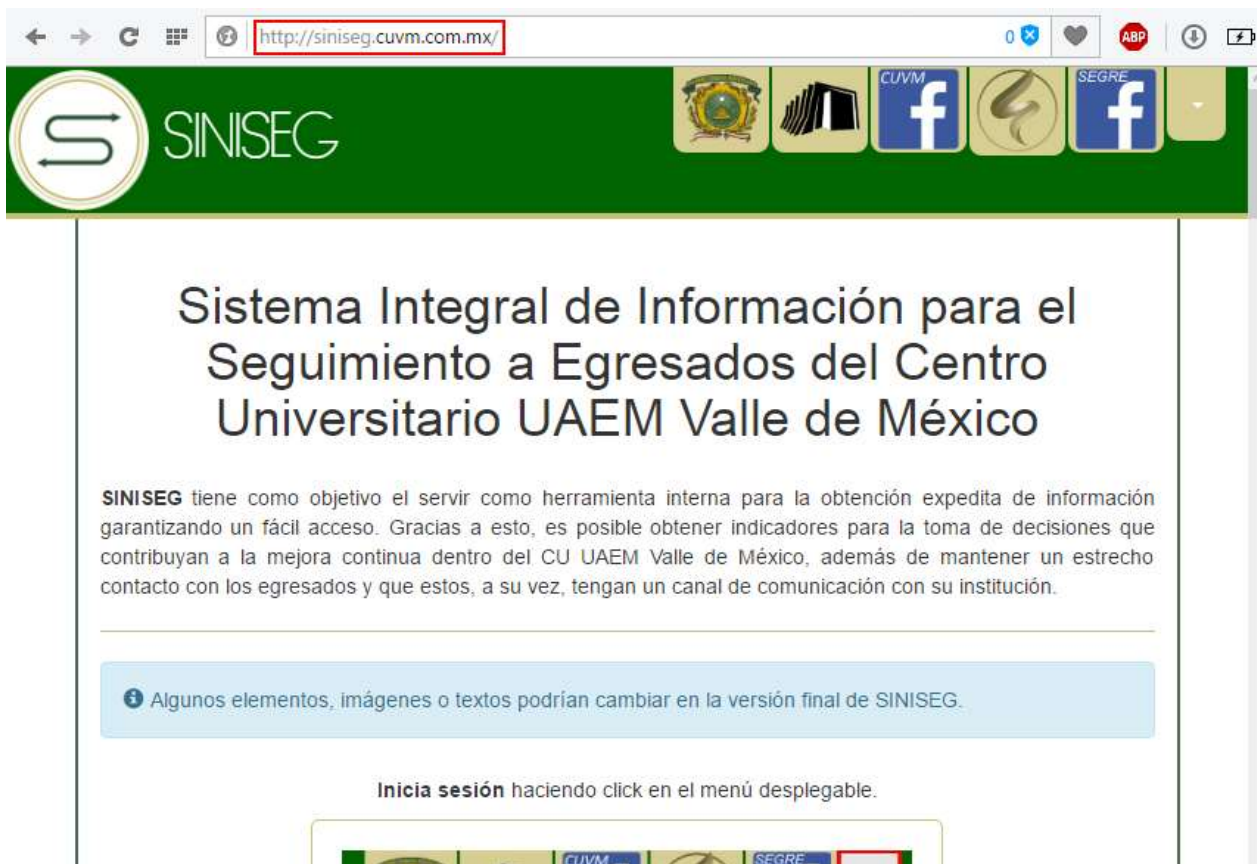 http://siniseg.cuvm.com.mx/
0
ABP
SINISEG
CUVM
SEGRE
Sistema Integral de Información para el
Seguimiento a Egresados del Centro
Universitario UAEM Valle de México
SINISEG tiene como objetivo el servir como herramienta interna para la obtención expedita de información
garantizando un fácil acceso. Gracias a esto, es posible obtener indicadores para la toma de decisiones que
contribuyan a la mejora continua dentro del CU UAEM Valle de México, además de mantener un estrecho
contacto con los egresados y que estos, a su vez, tengan un canal de comunicación con su institución.
Algunos elementos, imágenes o textos podrían cambiar en la versión final de SINISEG.
Inicia sesión haciendo click en el menú desplegable.
CUVM
SEGRE